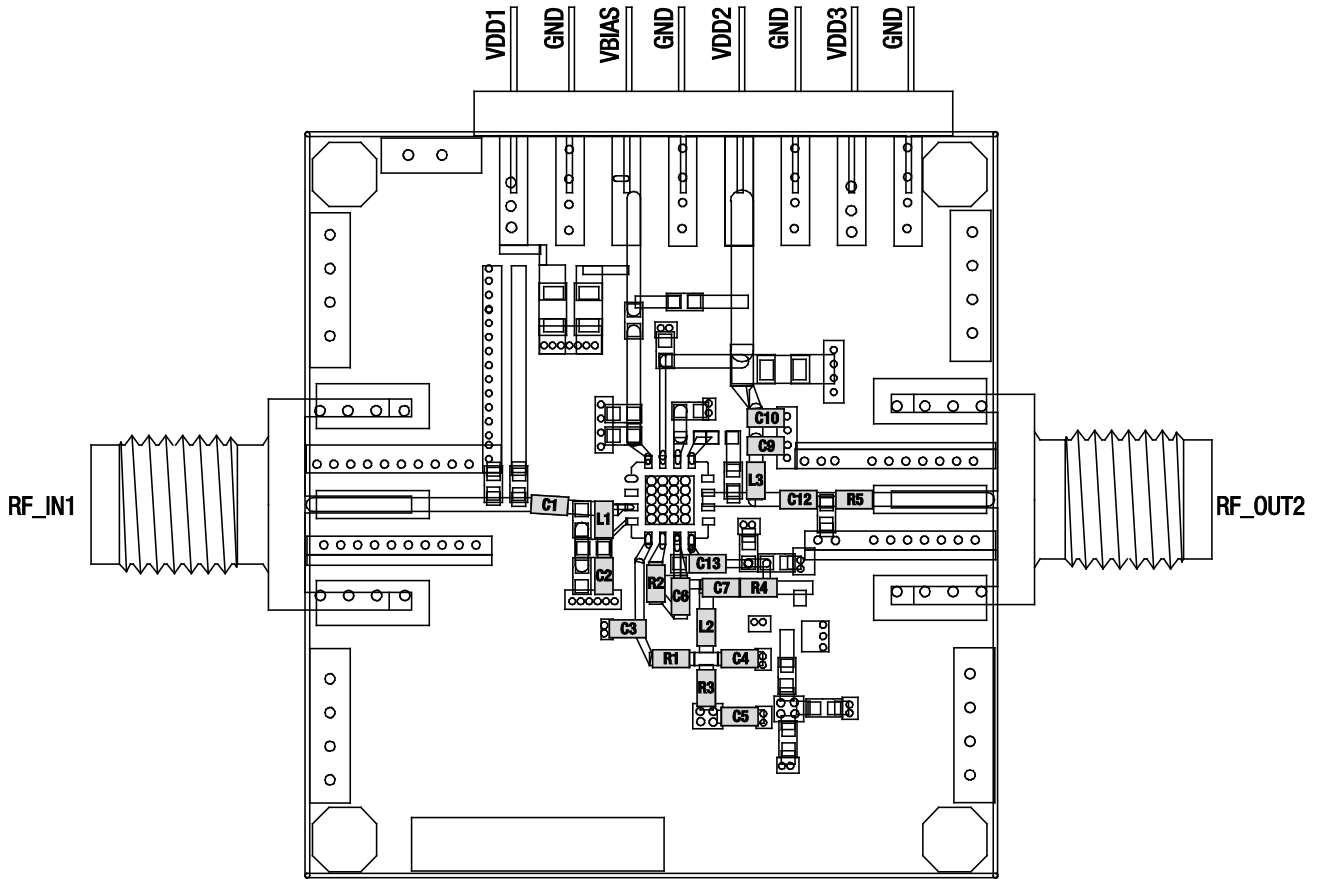 VDD1
GND
VBIAS
GND
VDD2
GND
VDD3
GND
C10
C9
L3
RF_IN1
C1
L1
C12
R5
RF_OUT2
C13
R2
C2
C6
C7
R4
C3
L2
R1
C4
R3
C5